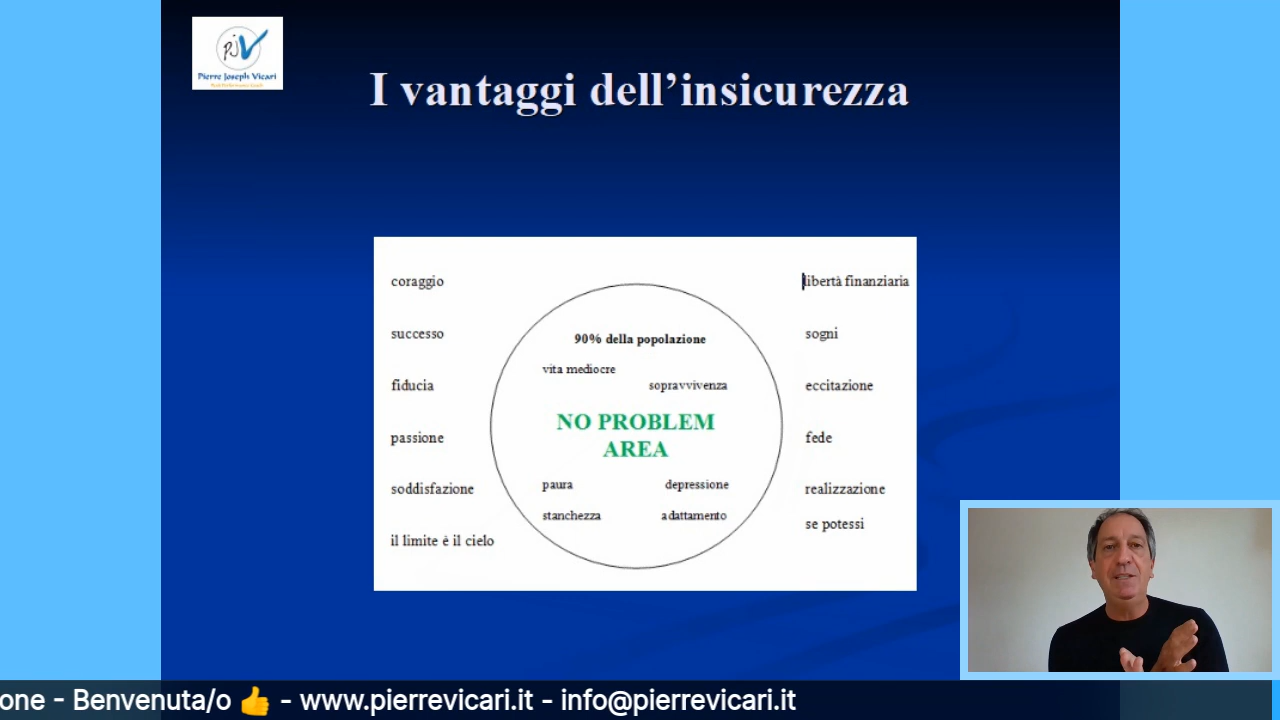 PJV
Pierre Joseph Vicari
I vantaggi dell’insicurezza
coraggio
libertà finanziaria
successo
90% della popolazione
sogni
vita mediocre
fiducia
sopravvivenza
eccitazione
NO PROBLEM
AREA
passione
fede
soddisfazione
paura
depressione
realizzazione
stanchezza
adattamento
se potessi
il limite è il cielo
one - Benvenuta/o 👍 - www.pierrevicari.it - info@pierrevicari.it